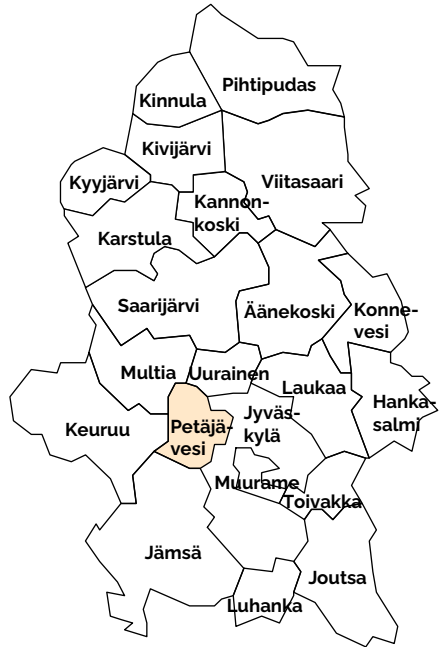 Pihtipudas
Kinnula
Kivijärvi
Kyyjärvi
Viitasaari
Kannon-
koski
Karstula
Saarijärvi
Äänekoski
Konne-
vesi
Multia
Uurainen
Laukaa
Hanka-
salmi
Keuruu
Petäjä-
vesi
Jyväs-
kylä
Muurame
Toivakka
Jämsä
Joutsa
Luhanka